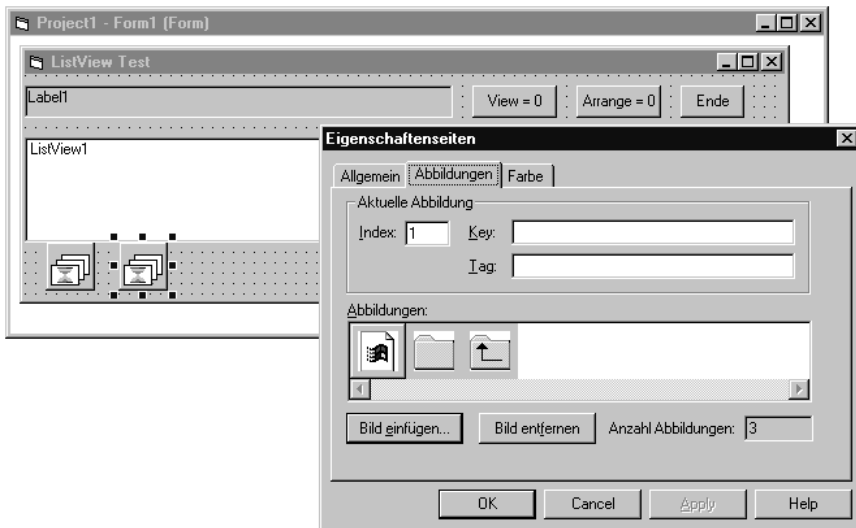 Project1 - Form1 (Form)
ListView Test
Label1
View = 0
Arrange = 0
Ende
ListView1
Eigenschaftenseiten
Allgemein Abbildungen Farbe
Aktuelle Abbildung
Index: 1 Key:
Tag:
Abbildungen:
Bild einfügen... Bild entfernen Anzahl Abbildungen: 3
OK Cancel Apply Help